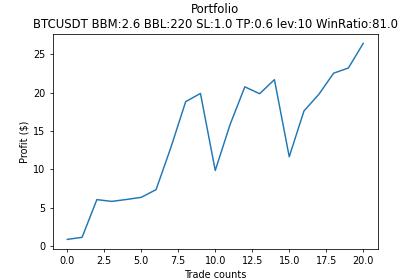 Portfolio
BTCUSDT BBM:2.6 BBL:220 SL:1.0 TP:0.6 lev:10 WinRatio:81.0
25
20
15
10
5
0
Profit ($)
0.0 2.5 5.0 7.5 10.0 12.5 15.0 17.5 20.0
Trade counts